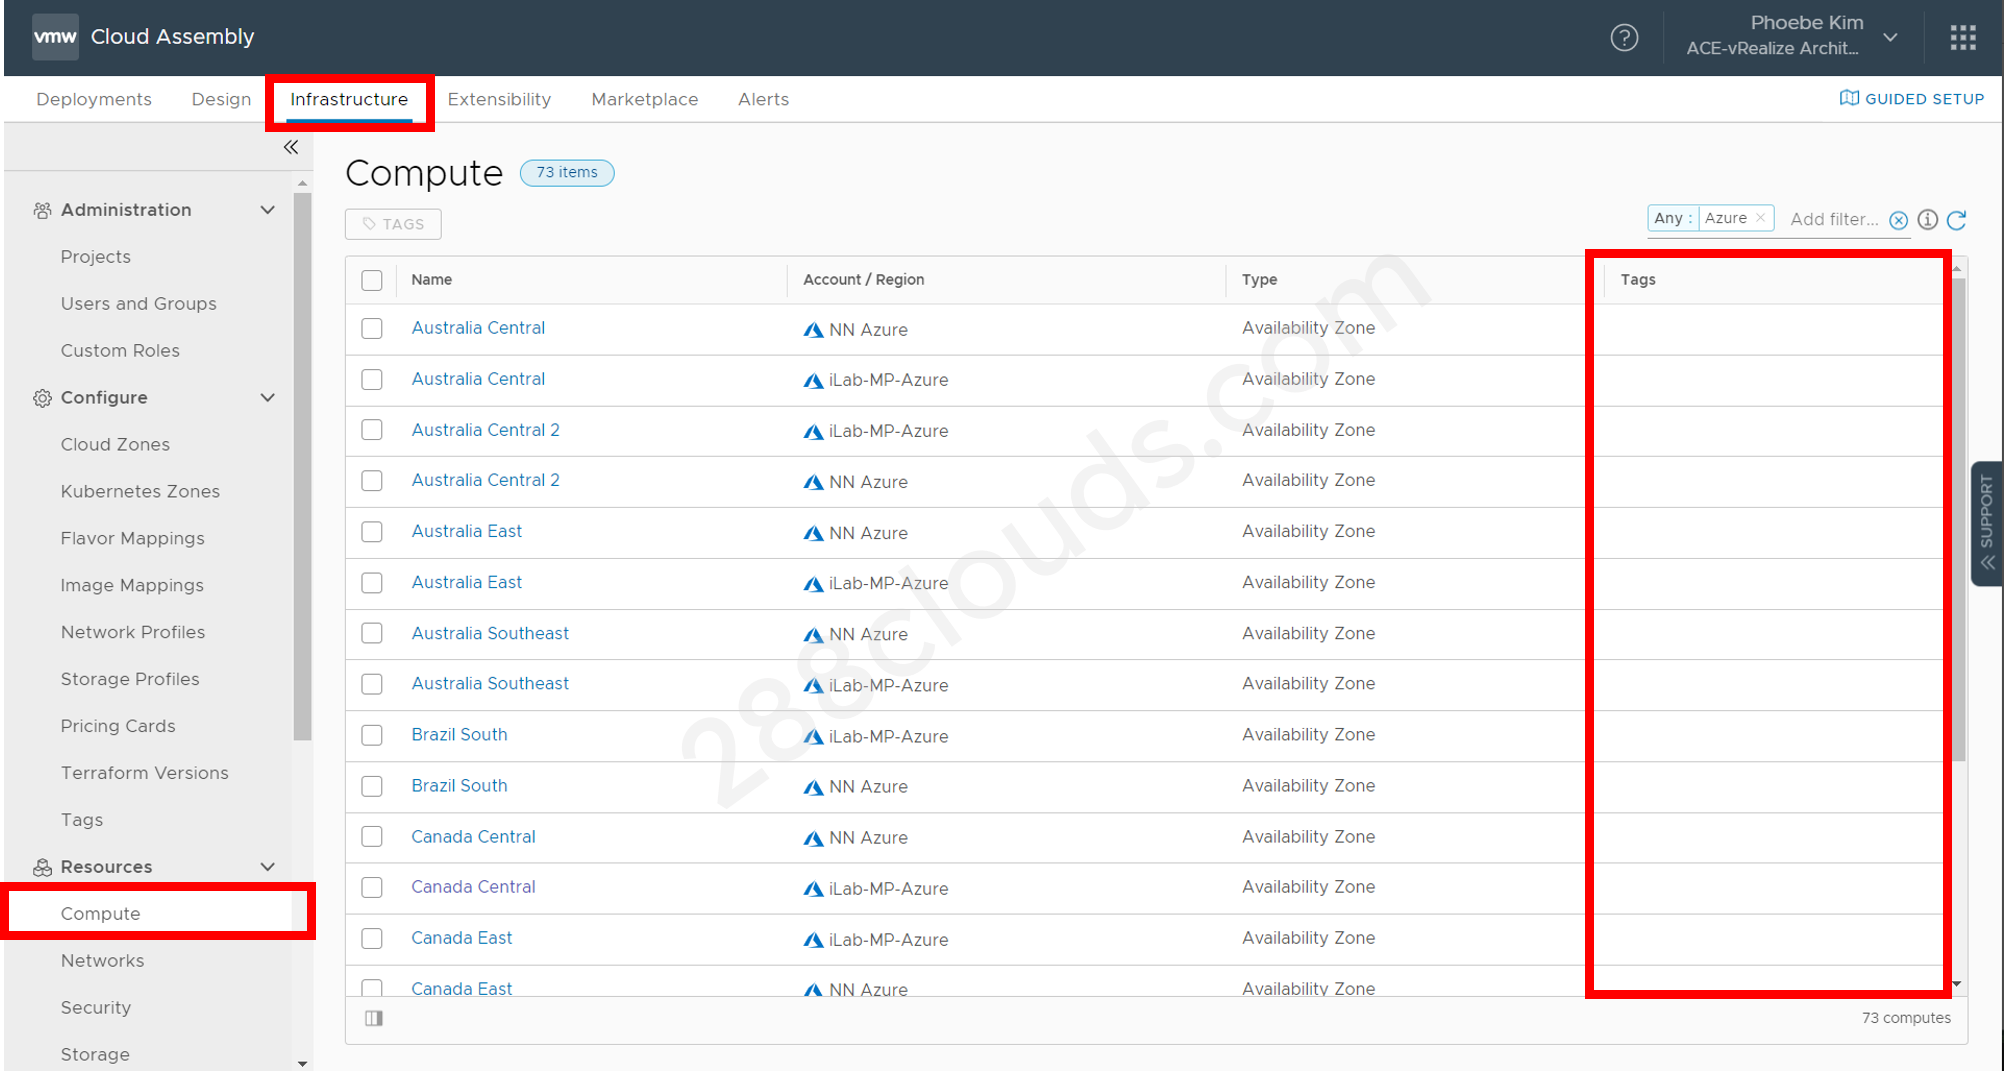 vmw Cloud Assembly
Phoebe Kim
ACE-vRealize Archit...
Deployments Design Infrastructure Extensibility Marketplace Alerts GUIDED SETUP
Administration
Projects
Users and Groups
Custom Roles
Configure
Cloud Zones
Kubernetes Zones
Flavor Mappings
Image Mappings
Network Profiles
Storage Profiles
Pricing Cards
Terraform Versions
Tags
Resources
Compute
Networks
Security
Storage
Compute 73 items
TAGS
Any : Azure Add filter...
Name Account / Region Type Tags
Australia Central NN Azure Availability Zone
Australia Central iLab-MP-Azure Availability Zone
Australia Central 2 iLab-MP-Azure Availability Zone
Australia Central 2 NN Azure Availability Zone
Australia East NN Azure Availability Zone
Australia East iLab-MP-Azure Availability Zone
Australia Southeast NN Azure Availability Zone
Australia Southeast iLab-MP-Azure Availability Zone
Brazil South iLab-MP-Azure Availability Zone
Brazil South NN Azure Availability Zone
Canada Central NN Azure Availability Zone
Canada Central iLab-MP-Azure Availability Zone
Canada East iLab-MP-Azure Availability Zone
Canada East NN Azure Availability Zone
73 computes
SUPPORT
288clouds.com